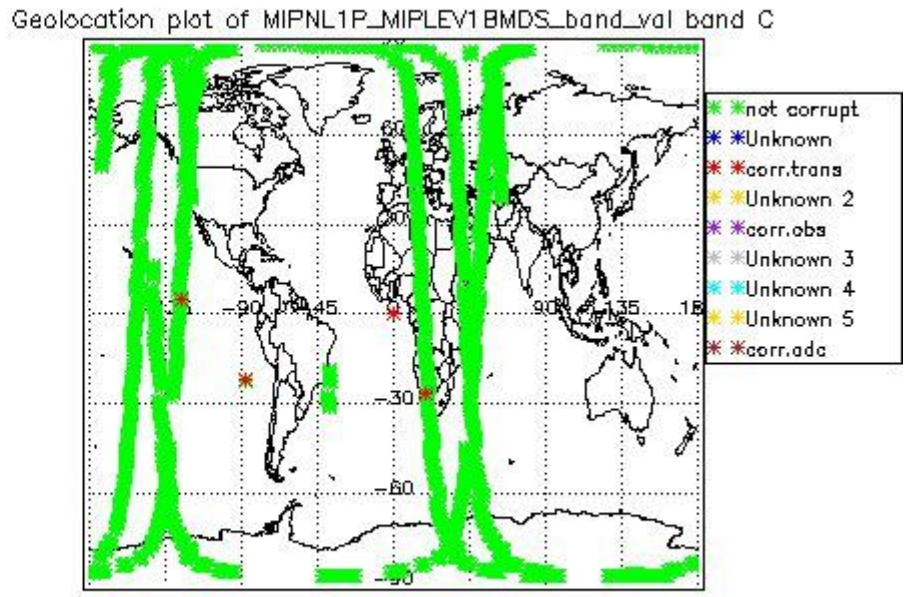 Geolocation plot of MIPNL1P_MIPLEV1BMDS_band_val band C
not corrupt
Unknown
corr.trans
Unknown 2
corr.obs
Unknown 3
Unknown 4
Unknown 5
corr.adc
60
-90
-45
90
135
-30
-60
-90